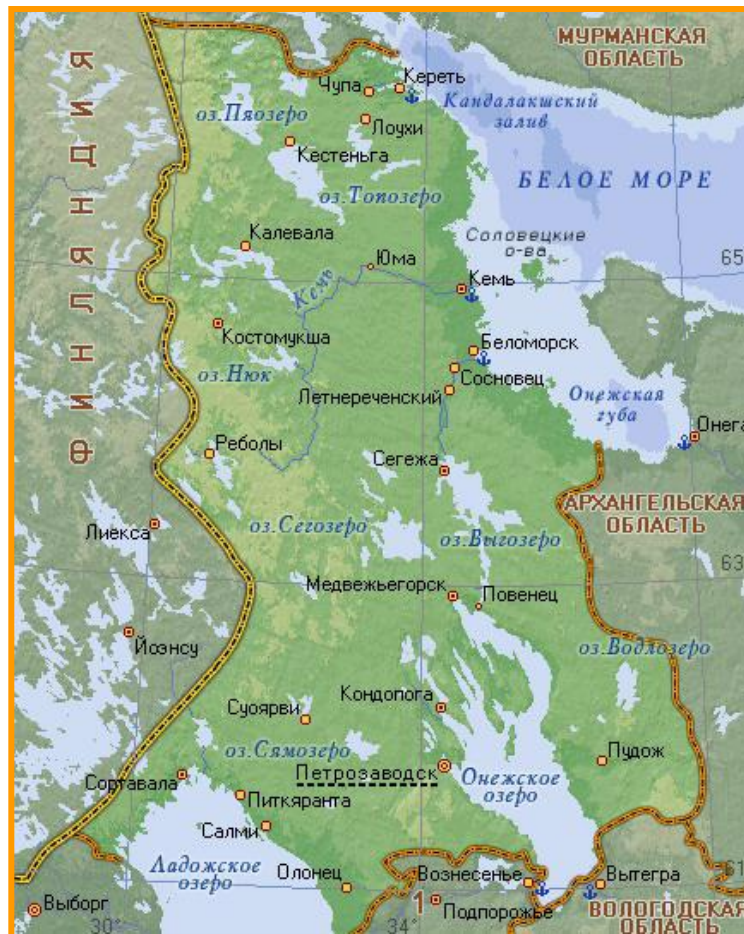 МУРМАНСКАЯ
ОБЛАСТЬ
Кереть
Чупа
Кандалакшский
залив
оз.Пяозеро
Лоухи
Кестеньга
БЕЛОЕ МОРЕ
оз.Топозеро
ФИНЛЯНДИЯ
Калевала
Соловецкие
о-ва
Юма
65
Кемь
Кемь
Костомукша
Беломорск
оз.Нюк
Сосновец
Летнереченский
Онежская
губа
Онега
Реболы
Сегежа
АРХАНГЕЛЬСКАЯ
ОБЛАСТЬ
Лиекса
оз.Сегозеро
оз.Выгозеро
63
Медвежьегорск
Повенец
Йоэнсу
оз.Водлозеро
Кондопога
Суоярви
оз.Сямозеро
Пудож
Петрозаводск
Сортавала
Онежское
озеро
Питкяранта
Салми
Ладожское
озеро
Олонец
Вознесенье
Вытегра
61
Выборг
1
Подпорожье
ВОЛОГОДСКАЯ
ОБЛАСТЬ
30°
34°